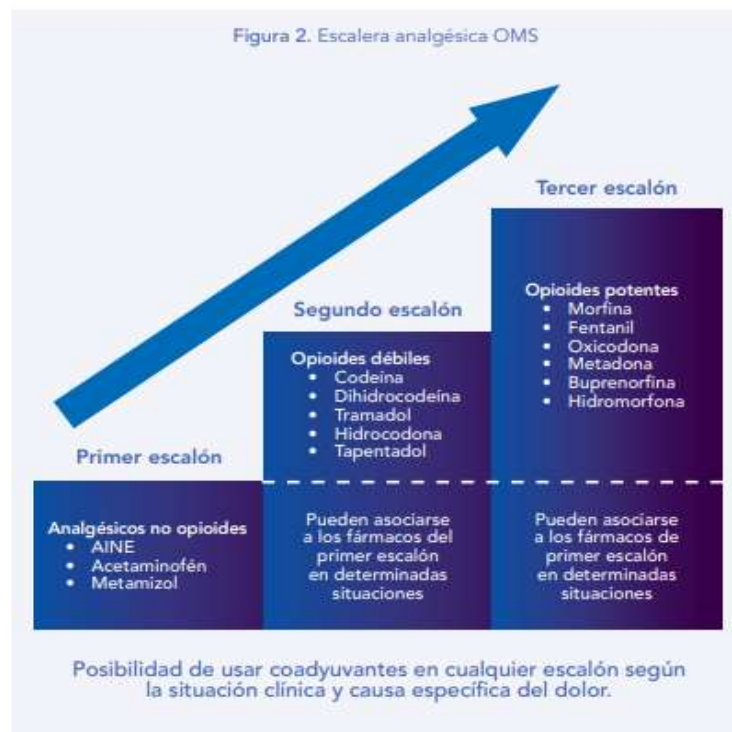 Figura 2. Escalera analgésica OMS
Primer escalón
Analgésicos no opioides
• AINE
• Acetaminofén
• Metamizol
Segundo escalón
Opioides débiles
• Codeína
• Dihidrocodeína
• Tramadol
• Hidrocodona
• Tapentadol
Pueden asociarse
a los fármacos del
primer escalón
en determinadas
situaciones
Tercer escalón
Opioides potentes
• Morfina
• Fentanil
• Oxicodona
• Metadona
• Buprenorfina
• Hidromorfona
Pueden asociarse
a los fármacos de
primer escalón
en determinadas
situaciones
Posibilidad de usar coadyuvantes en cualquier escalón según
la situación clínica y causa específica del dolor.